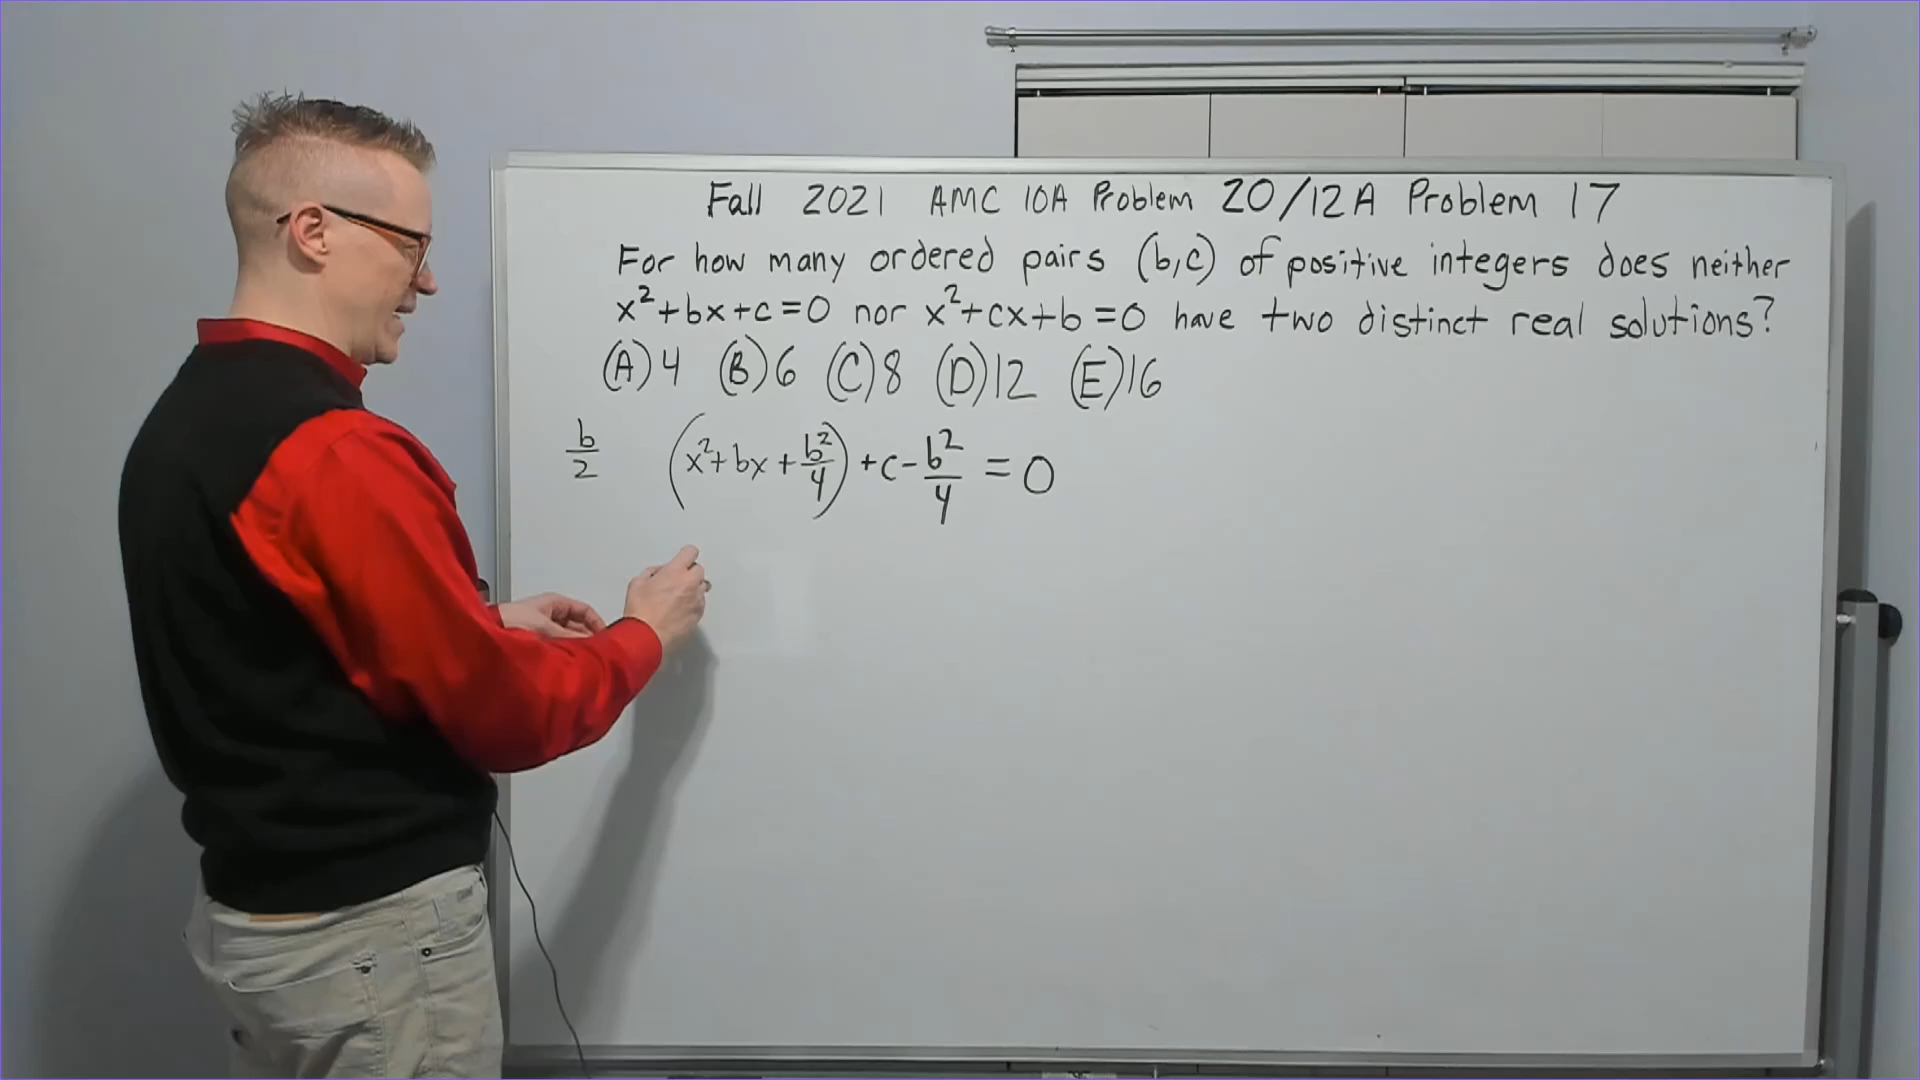 Fall 2021 AMC 10A Problem 20/12A Problem 17
For how many ordered pairs (b,c) of positive integers does neither
x²+bx+c=0 nor x²+cx+b=0 have two distinct real solutions?
(A)4 (B)6 (C)8 (D)12 (E)16
b/2 (x²+bx+b²/4)+c-b²/4=0